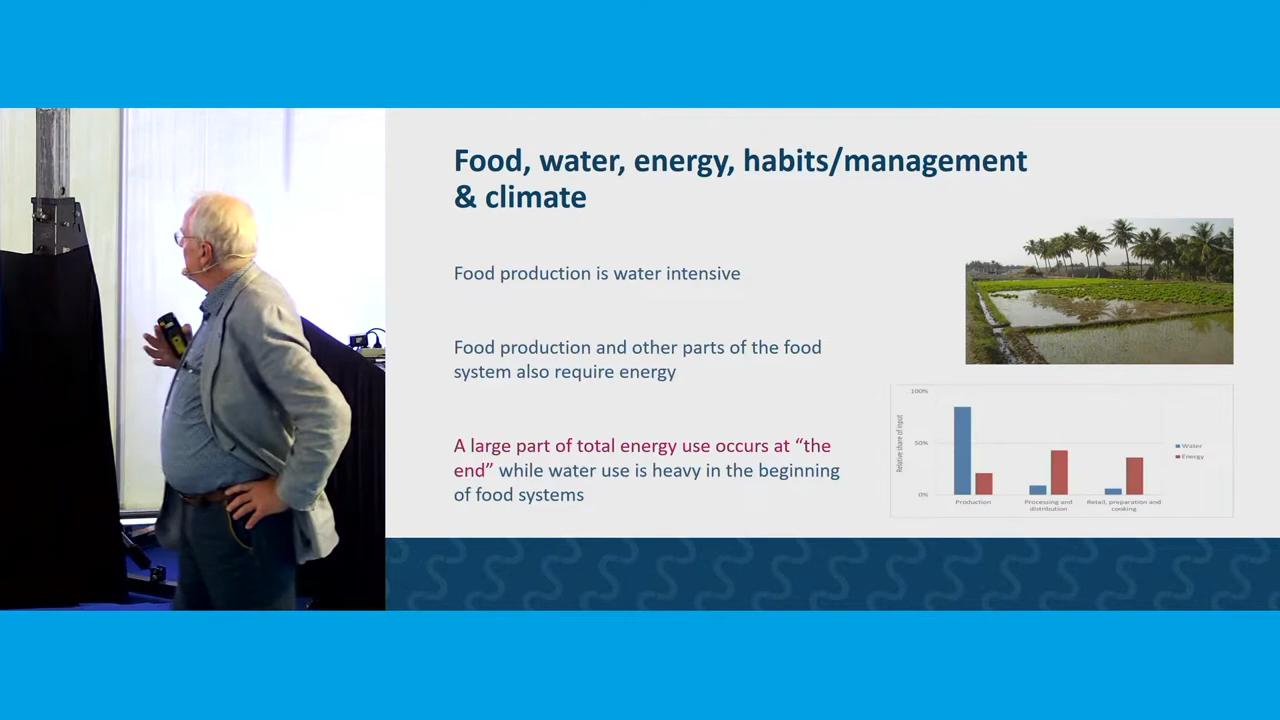 Food, water, energy, habits/management
& climate
Food production is water intensive
Food production and other parts of the food
system also require energy
A large part of total energy use occurs at “the
end” while water use is heavy in the beginning
of food systems
100%
50%
0%
Relative share of input
Production
Processing and
distribution
Retail, preparation and
cooking
Water
Energy